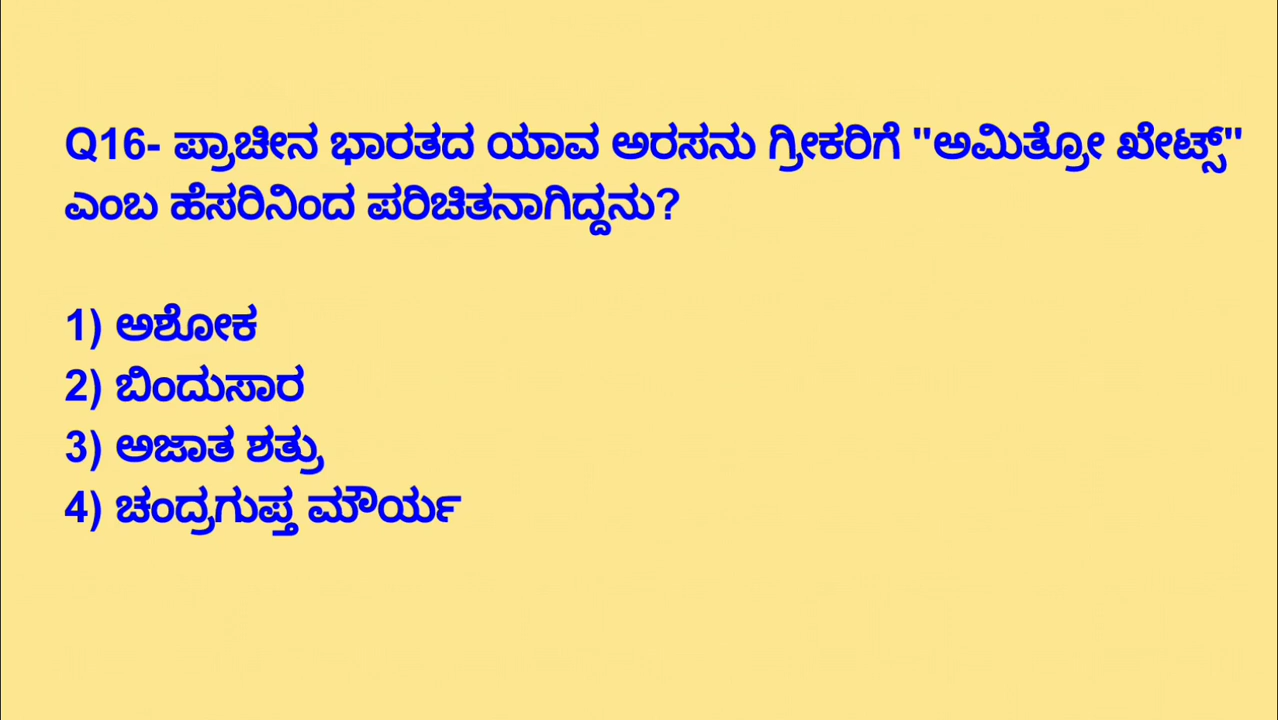 Q16- ಪ್ರಾಚೀನ ಭಾರತದ ಯಾವ ಅರಸನು ಗ್ರೀಕರಿಗೆ "ಅಮಿತ್ರೋ ಖೇಟ್ಸ್"
ಎಂಬ ಹೆಸರಿನಿಂದ ಪರಿಚಿತನಾಗಿದ್ದನು?
1) ಅಶೋಕ
2) ಬಿಂದುಸಾರ
3) ಅಜಾತ ಶತ್ರು
4) ಚಂದ್ರಗುಪ್ತ ಮೌರ್ಯ